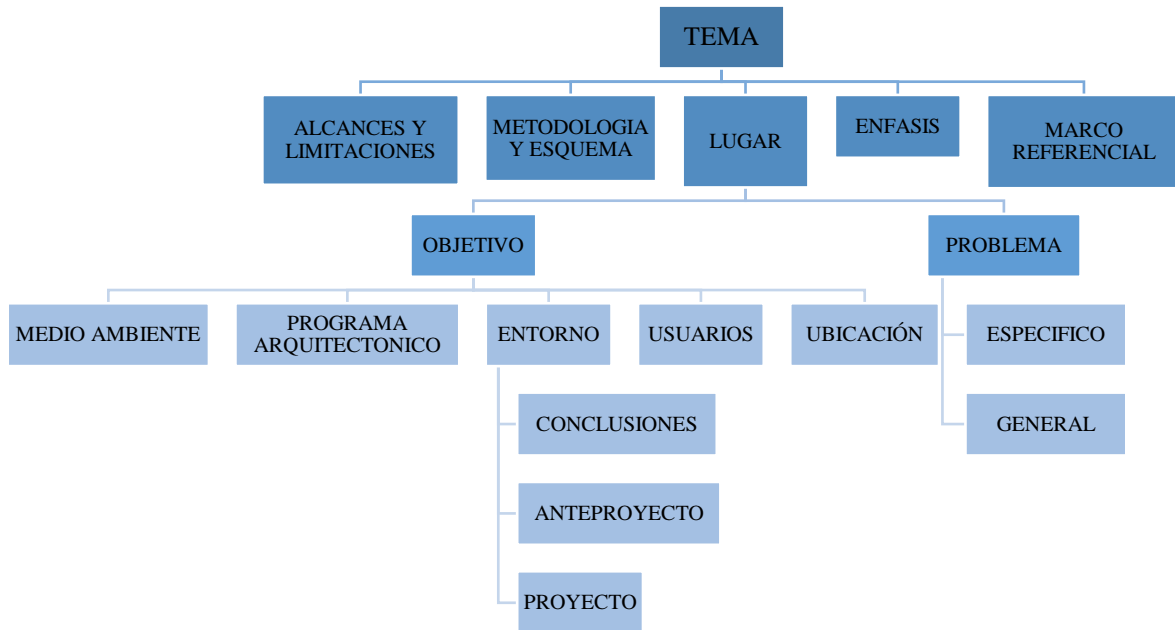 TEMA
ALCANCES Y
LIMITACIONES
METODOLOGIA
Y ESQUEMA
LUGAR
ENFASIS
MARCO
REFERENCIAL
OBJETIVO
PROBLEMA
MEDIO AMBIENTE
PROGRAMA
ARQUITECTONICO
ENTORNO
USUARIOS
UBICACIÓN
ESPECIFICO
CONCLUSIONES
GENERAL
ANTEPROYECTO
PROYECTO